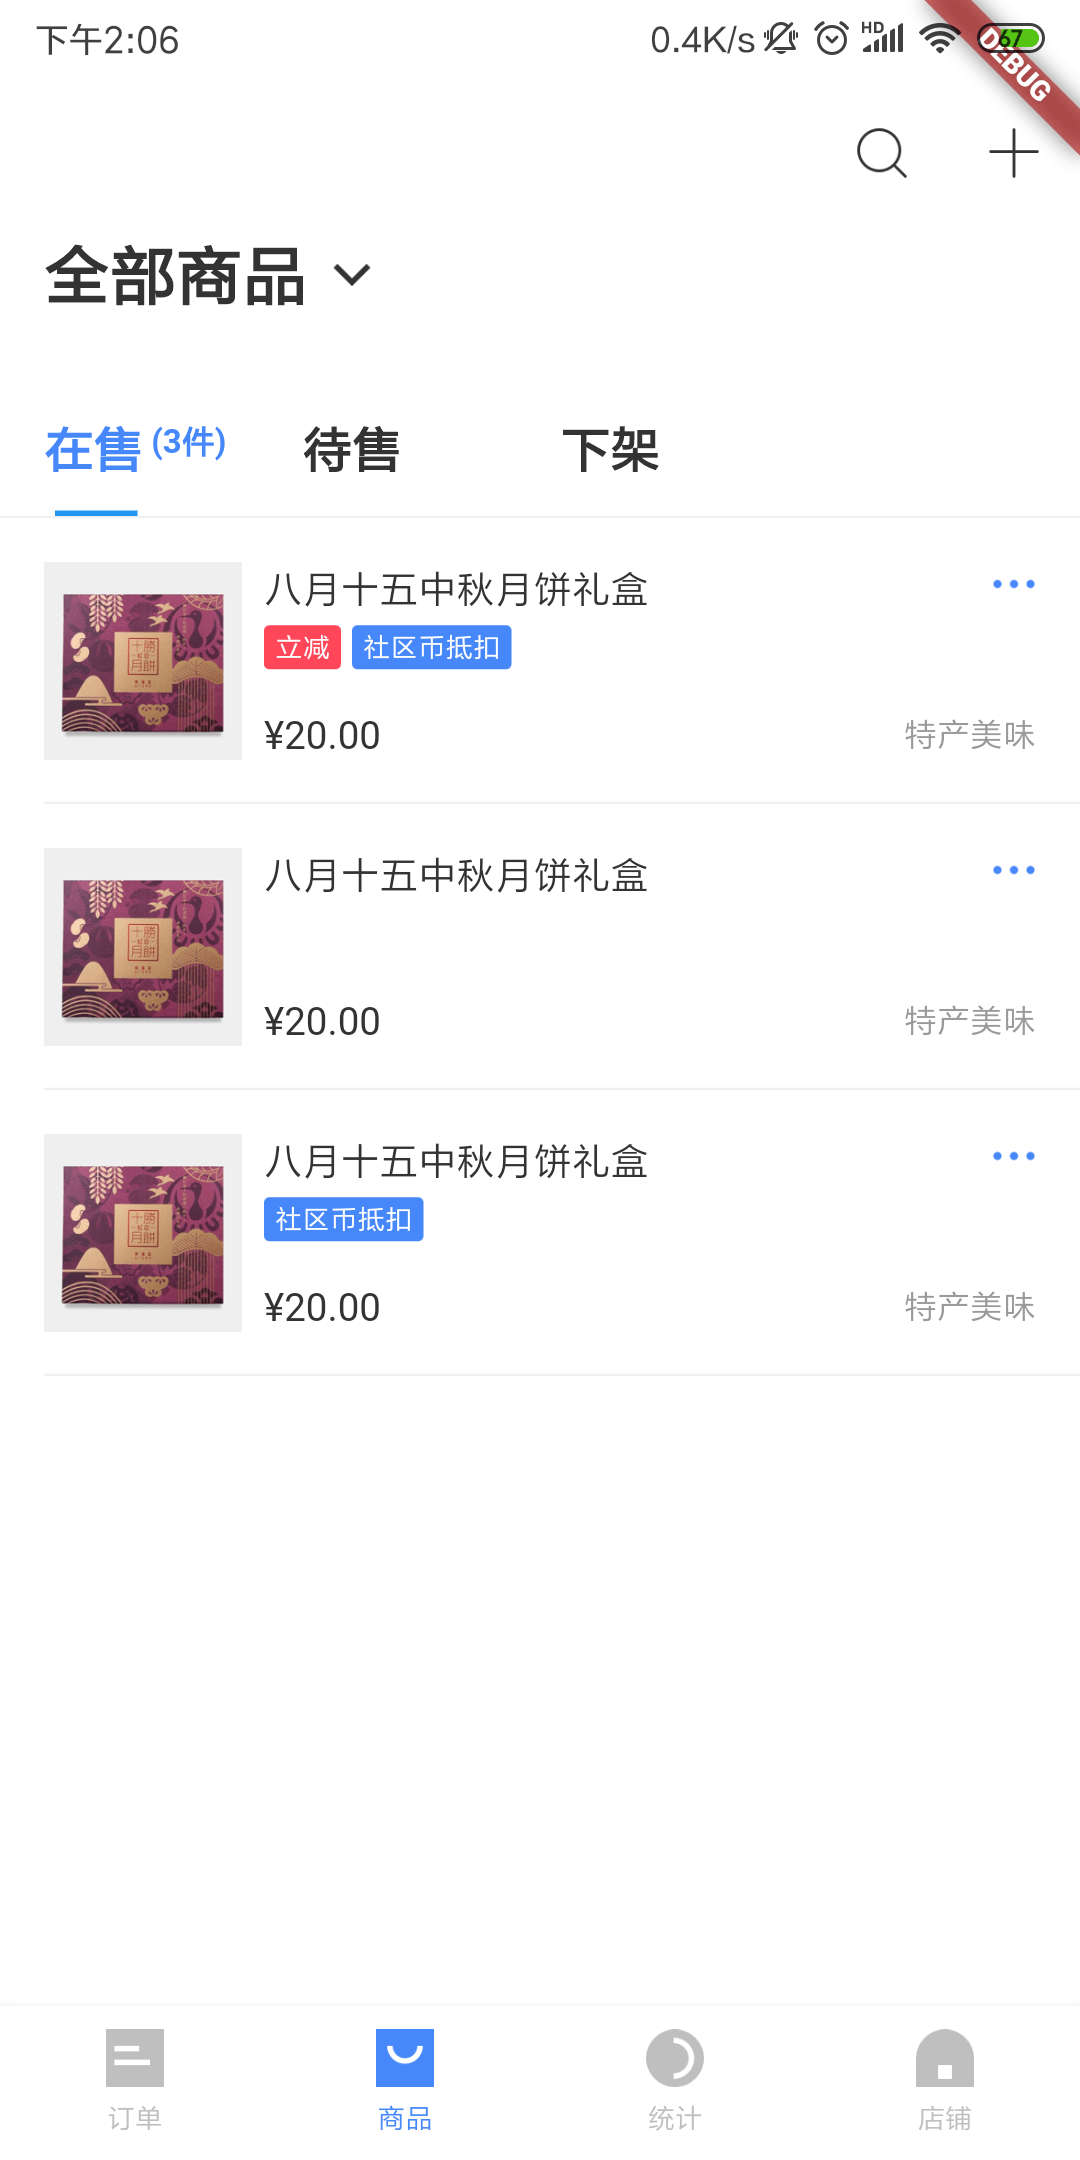 下午2:06
0.4K/s HD 67
DEBUG
全部商品
在售 (3件) 待售 下架
八月十五中秋月饼礼盒
立减 社区币抵扣
¥20.00 特产美味
八月十五中秋月饼礼盒
¥20.00 特产美味
八月十五中秋月饼礼盒
社区币抵扣
¥20.00 特产美味
订单 商品 统计 店铺